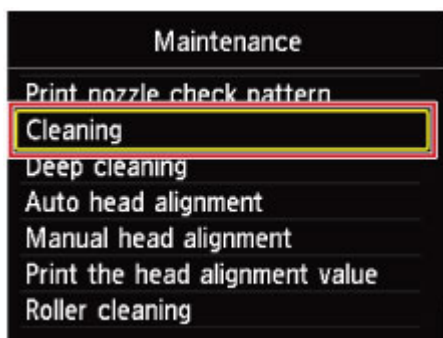 Maintenance
Print nozzle check pattern
Cleaning
Deep cleaning
Auto head alignment
Manual head alignment
Print the head alignment value
Roller cleaning